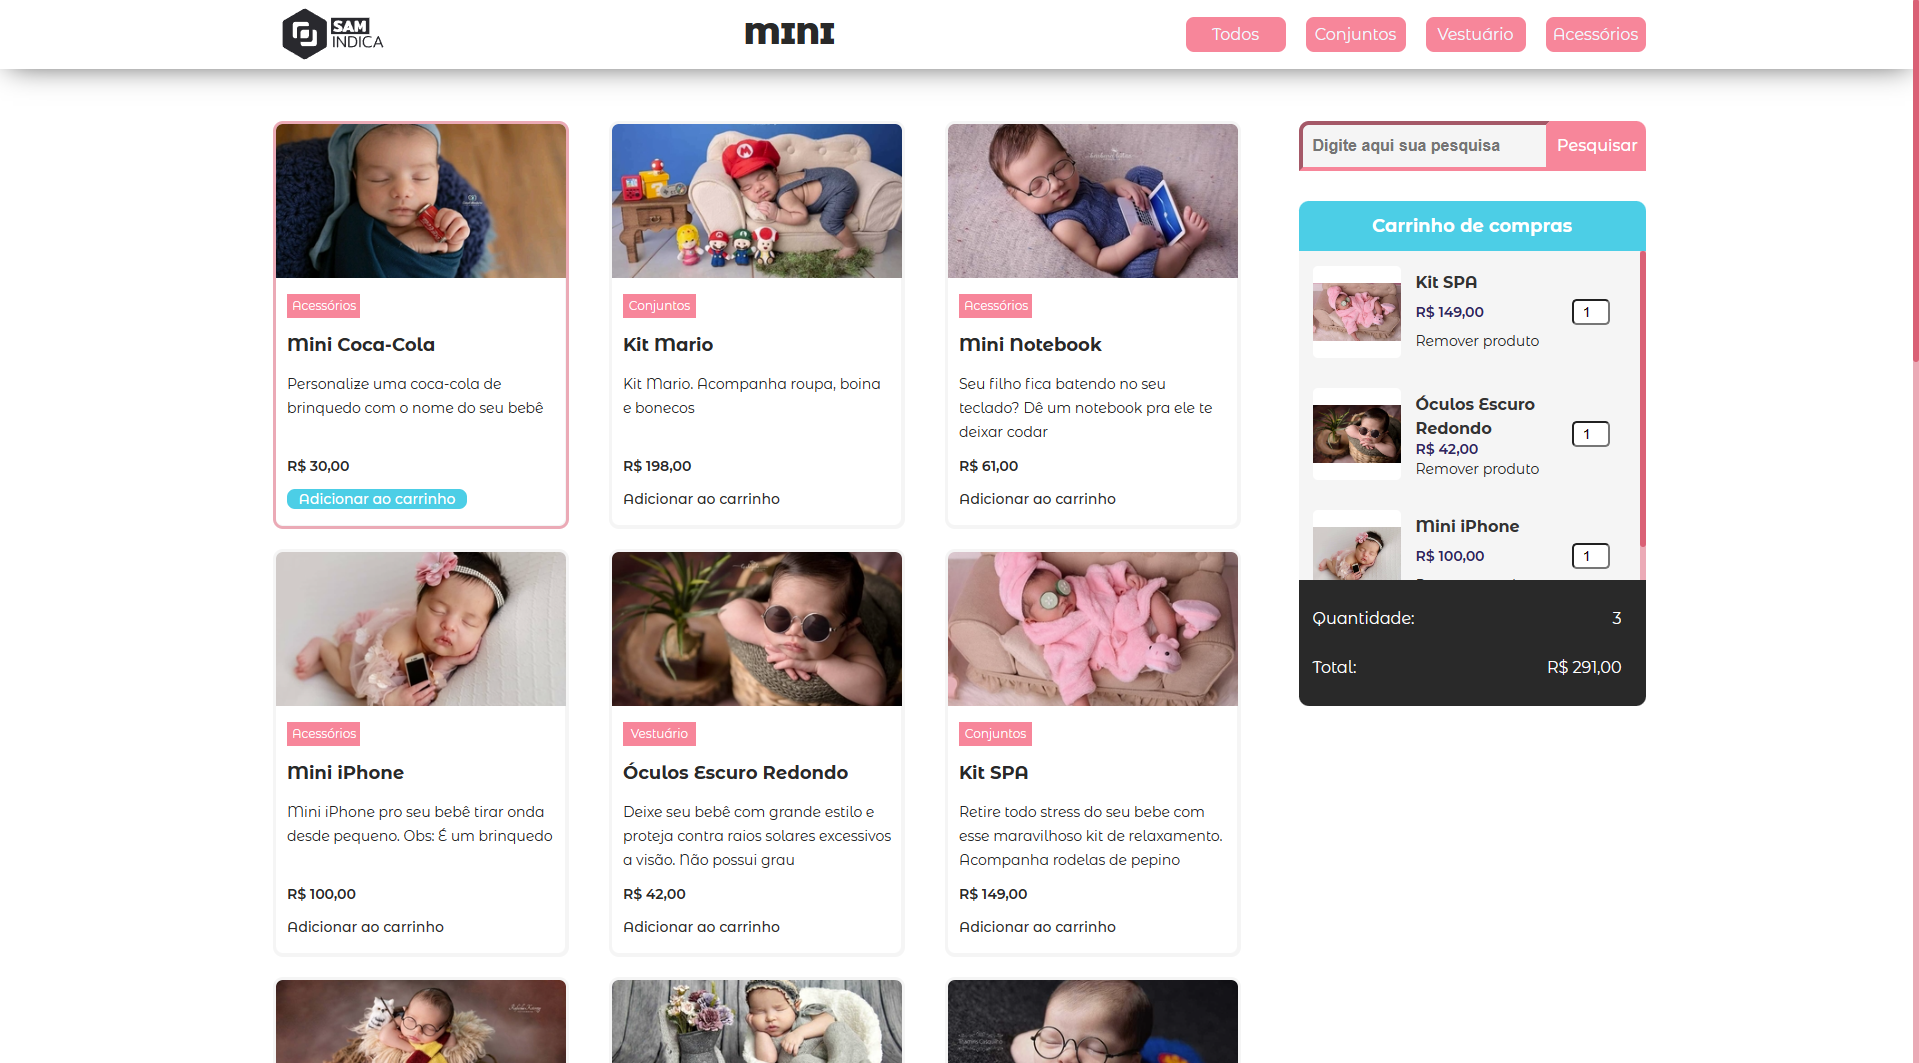 SAM
INDICA
mini
Todos
Conjuntos
Vestuário
Acessórios
Acessórios
Mini Coca-Cola
Personalize uma coca-cola de
brinquedo com o nome do seu bebê
R$ 30,00
Adicionar ao carrinho
Conjuntos
Kit Mario
Kit Mario. Acompanha roupa, boina
e bonecos
R$ 198,00
Adicionar ao carrinho
Acessórios
Mini Notebook
Seu filho fica batendo no seu
teclado? Dê um notebook pra ele te
deixar codar
R$ 61,00
Adicionar ao carrinho
Acessórios
Mini iPhone
Mini iPhone pro seu bebê tirar onda
desde pequeno. Obs: É um brinquedo
R$ 100,00
Adicionar ao carrinho
Vestuário
Óculos Escuro Redondo
Deixe seu bebê com grande estilo e
proteja contra raios solares excessivos
a visão. Não possui grau
R$ 42,00
Adicionar ao carrinho
Conjuntos
Kit SPA
Retire todo stress do seu bebe com
esse maravilhoso kit de relaxamento.
Acompanha rodelas de pepino
R$ 149,00
Adicionar ao carrinho
Digite aqui sua pesquisa
Pesquisar
Carrinho de compras
Kit SPA
R$ 149,00
Remover produto
1
Óculos Escuro
Redondo
R$ 42,00
Remover produto
1
Mini iPhone
R$ 100,00
1
Quantidade:
3
Total:
R$ 291,00